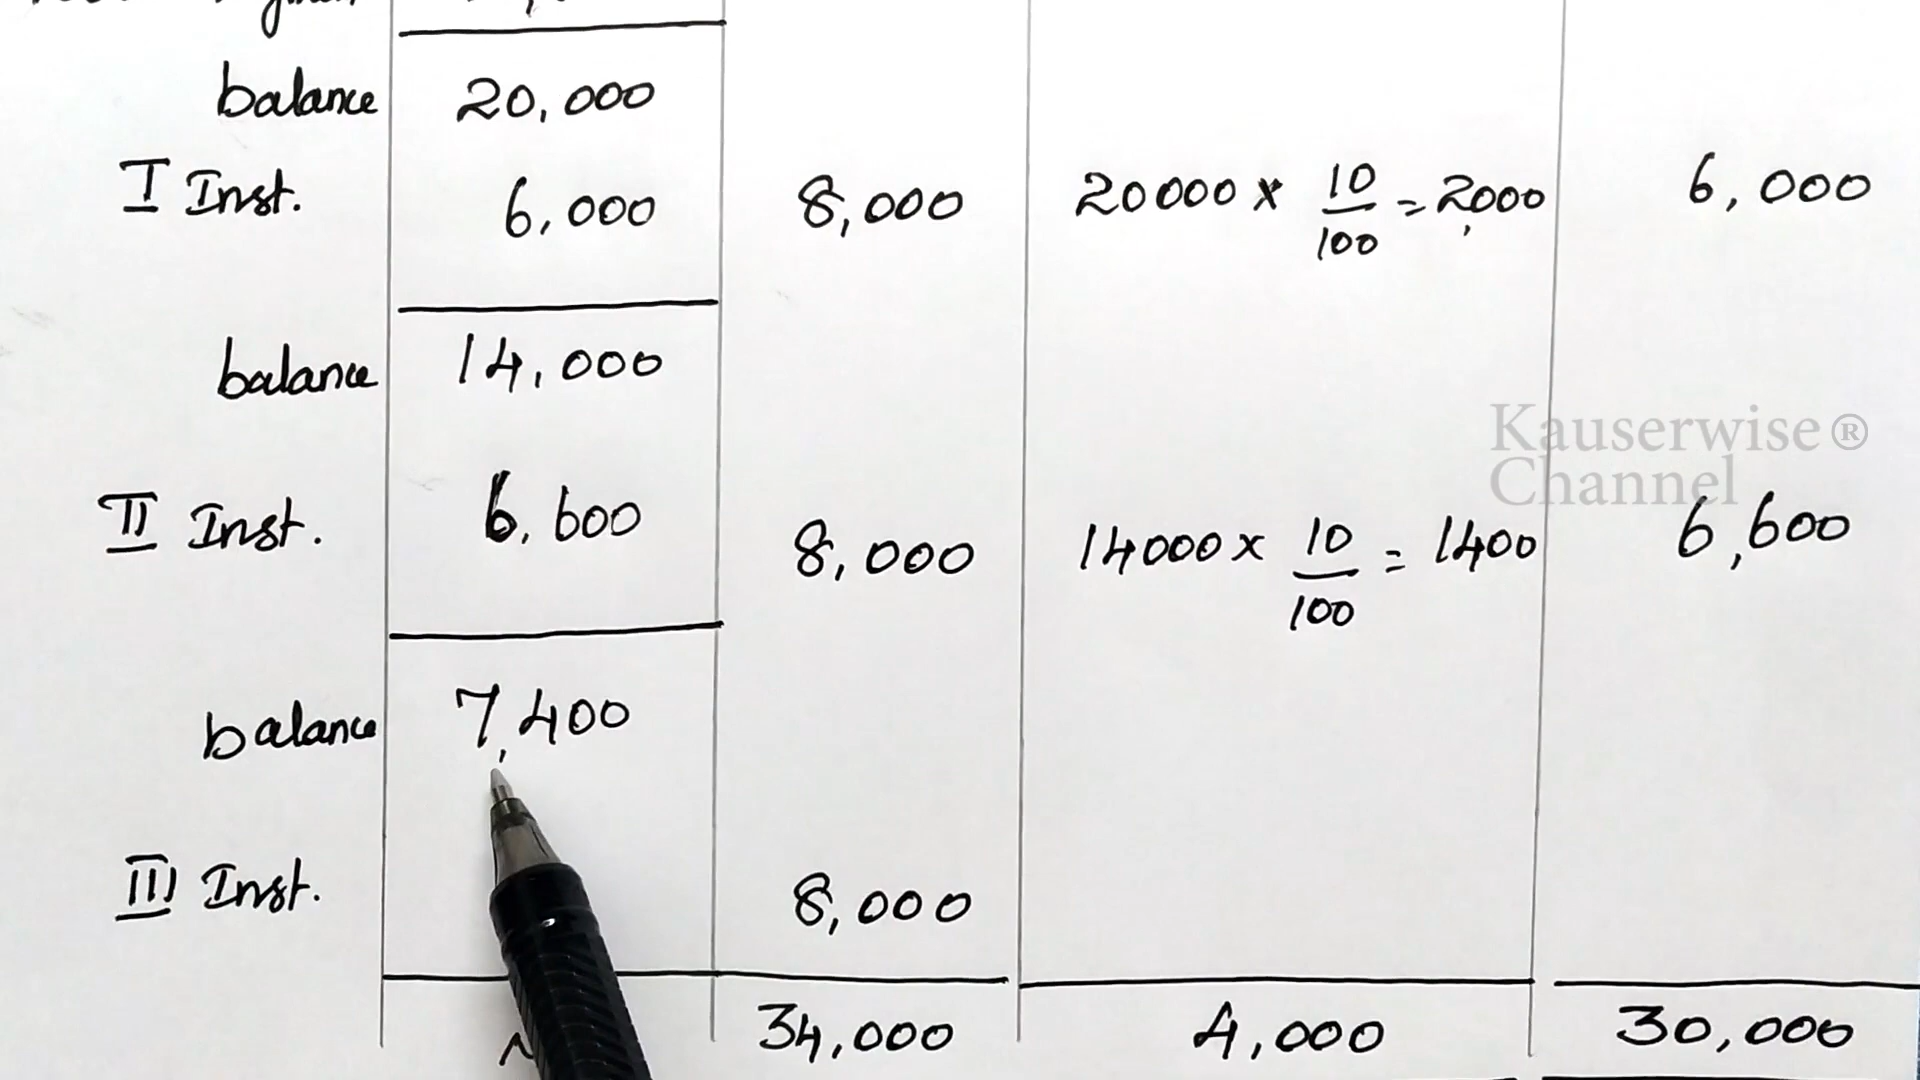 balance 20,000
I Inst. 6,000 8,000 20000 × 10/100 = 2,000 6,000
balance 14,000
Kauserwise®
Channel
II Inst. 6,600 8,000 14000 × 10/100 = 1400 6,600
balance 7,400
III Inst. 8,000
34,000 4,000 30,000